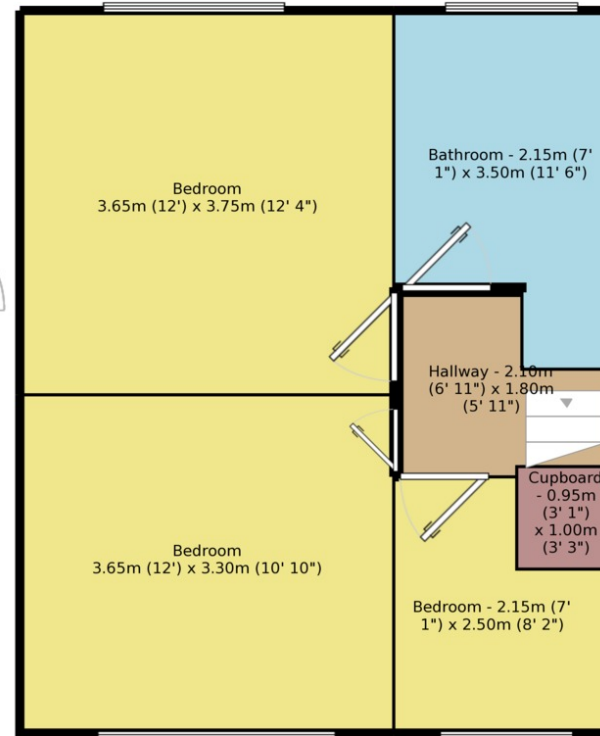 Bedroom
3.65m (12') x 3.75m (12' 4")
Bathroom - 2.15m (7'
1") x 3.50m (11' 6")
Hallway - 2.10m
(6' 11") x 1.80m
(5' 11")
Cupboard
- 0.95m
(3' 1")
x 1.00m
(3' 3")
Bedroom
3.65m (12') x 3.30m (10' 10")
Bedroom - 2.15m (7'
1") x 2.50m (8' 2")